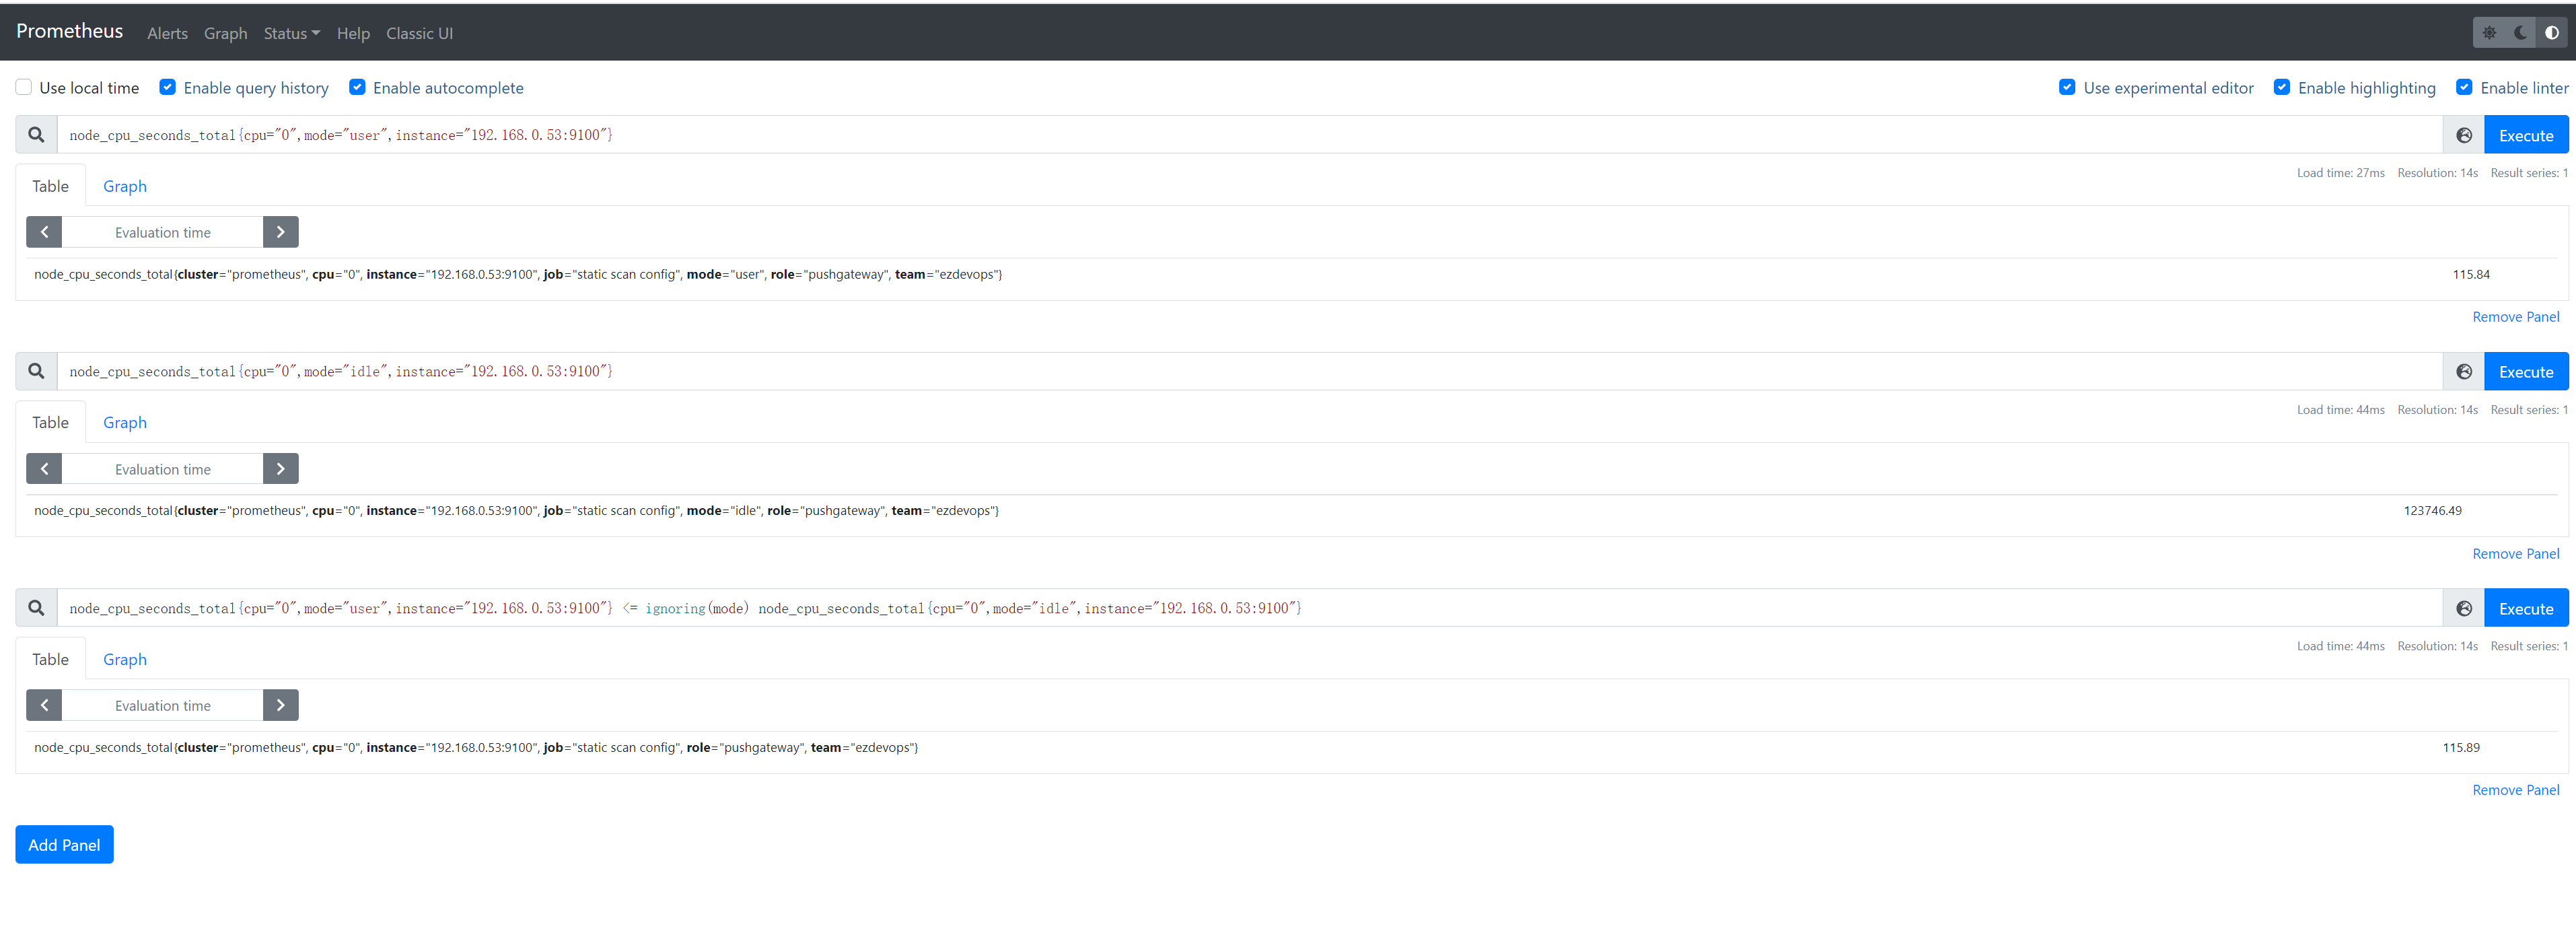 Prometheus Alerts Graph Status Help Classic UI
Use local time Enable query history Enable autocomplete Use experimental editor Enable highlighting Enable linter
node_cpu_seconds_total{cpu="0",mode="user",instance="192.168.0.53:9100"} Execute
Table Graph Load time: 27ms Resolution: 14s Result series: 1
Evaluation time
node_cpu_seconds_total{cluster="prometheus", cpu="0", instance="192.168.0.53:9100", job="static scan config", mode="user", role="pushgateway", team="ezdevops"} 115.84
Remove Panel
node_cpu_seconds_total{cpu="0",mode="idle",instance="192.168.0.53:9100"} Execute
Table Graph Load time: 44ms Resolution: 14s Result series: 1
Evaluation time
node_cpu_seconds_total{cluster="prometheus", cpu="0", instance="192.168.0.53:9100", job="static scan config", mode="idle", role="pushgateway", team="ezdevops"} 123746.49
Remove Panel
node_cpu_seconds_total{cpu="0",mode="user",instance="192.168.0.53:9100"} <= ignoring(mode) node_cpu_seconds_total{cpu="0",mode="idle",instance="192.168.0.53:9100"} Execute
Table Graph Load time: 44ms Resolution: 14s Result series: 1
Evaluation time
node_cpu_seconds_total{cluster="prometheus", cpu="0", instance="192.168.0.53:9100", job="static scan config", role="pushgateway", team="ezdevops"} 115.89
Remove Panel
Add Panel